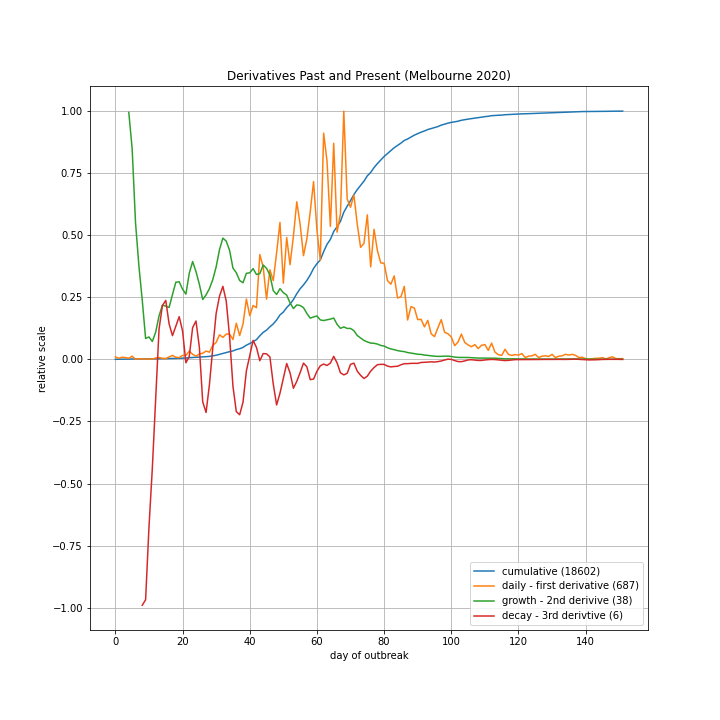 Derivatives Past and Present (Melbourne 2020)
1.00
0.75
0.50
0.25
0.00
−0.25
−0.50
−0.75
−1.00
relative scale
0 20 40 60 80 100 120 140
day of outbreak
cumulative (18602)
daily - first derivative (687)
growth - 2nd derivive (38)
decay - 3rd derivtive (6)